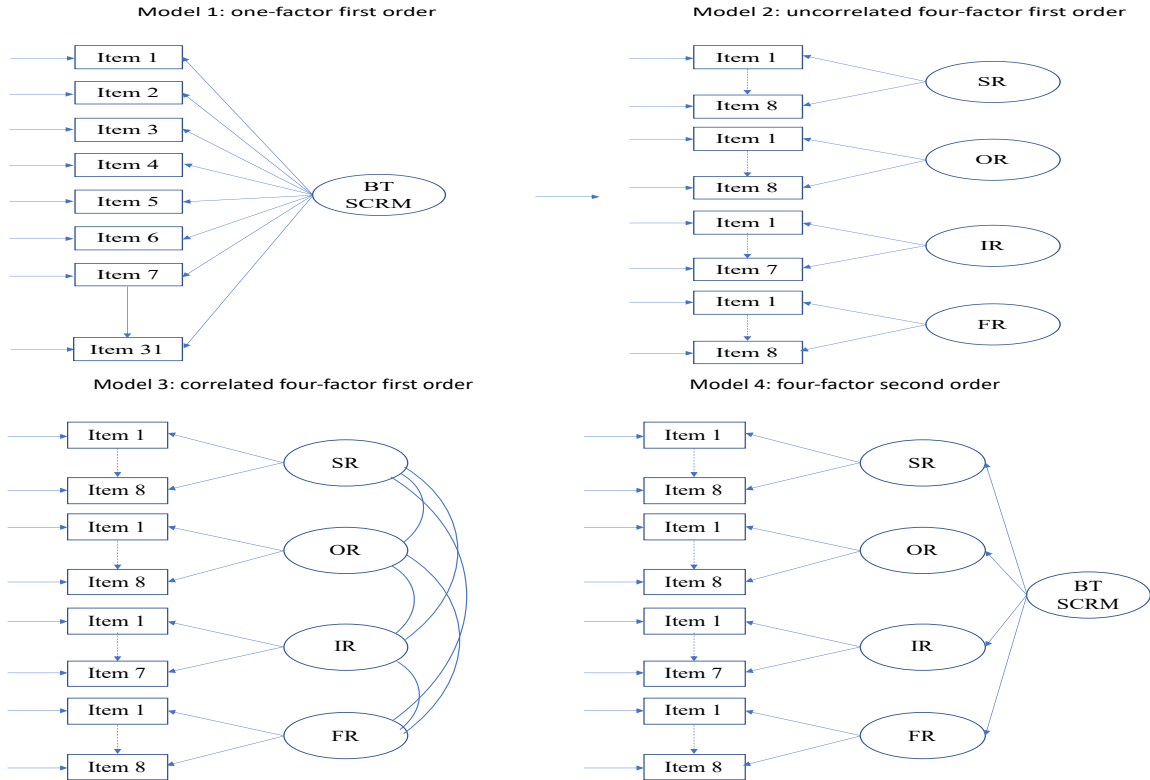 Model 1: one-factor first order
Item 1
Item 2
Item 3
Item 4
Item 5
Item 6
Item 7
Item 31
BT
SCRM
Model 2: uncorrelated four-factor first order
Item 1
Item 8
SR
Item 1
Item 8
OR
Item 1
Item 7
IR
Item 1
Item 8
FR
Model 3: correlated four-factor first order
Item 1
Item 8
SR
Item 1
Item 8
OR
Item 1
Item 7
IR
Item 1
Item 8
FR
Model 4: four-factor second order
Item 1
Item 8
SR
Item 1
Item 8
OR
Item 1
Item 7
IR
Item 1
Item 8
FR
BT
SCRM